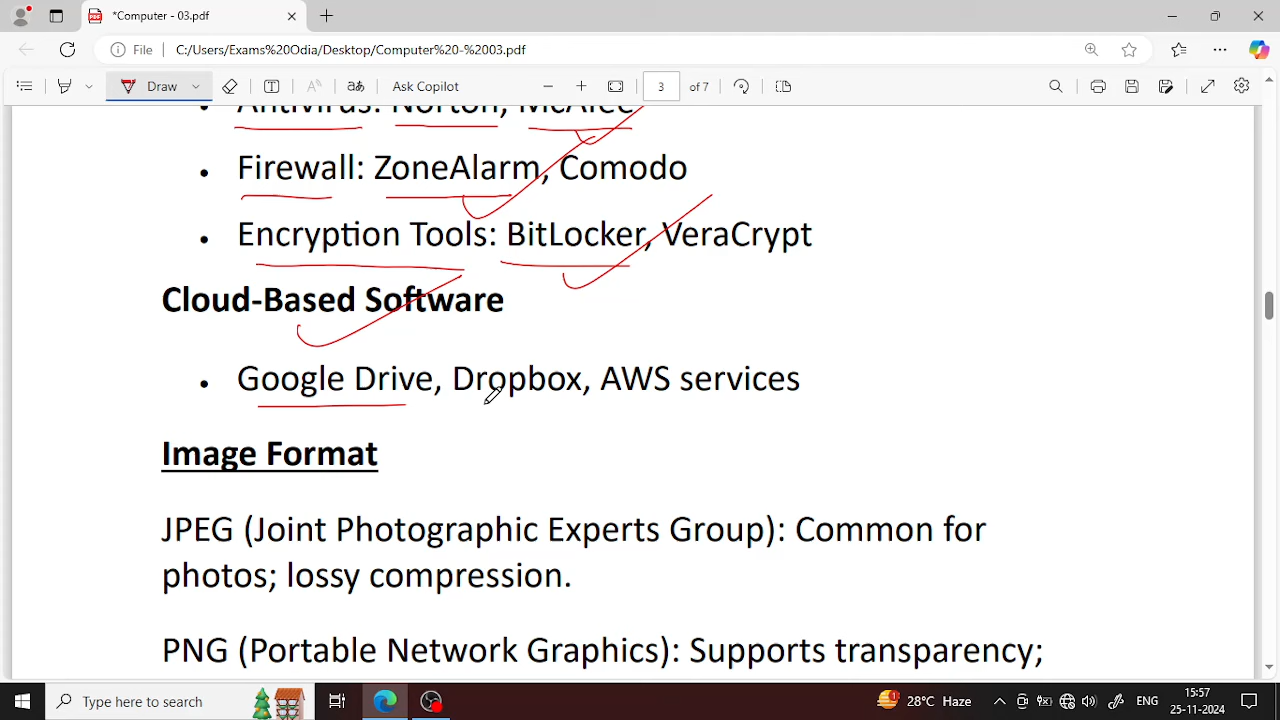 *Computer - 03.pdf
File
C:/Users/Exams%20Odia/Desktop/Computer%20-%2003.pdf
Draw
Ask Copilot
3 of 7
• Antivirus: Norton, McAfee
• Firewall: ZoneAlarm, Comodo
• Encryption Tools: BitLocker, VeraCrypt
Cloud-Based Software
• Google Drive, Dropbox, AWS services
Image Format
JPEG (Joint Photographic Experts Group): Common for
photos; lossy compression.
PNG (Portable Network Graphics): Supports transparency;
Type here to search
28°C Haze
ENG
15:57
25-11-2024